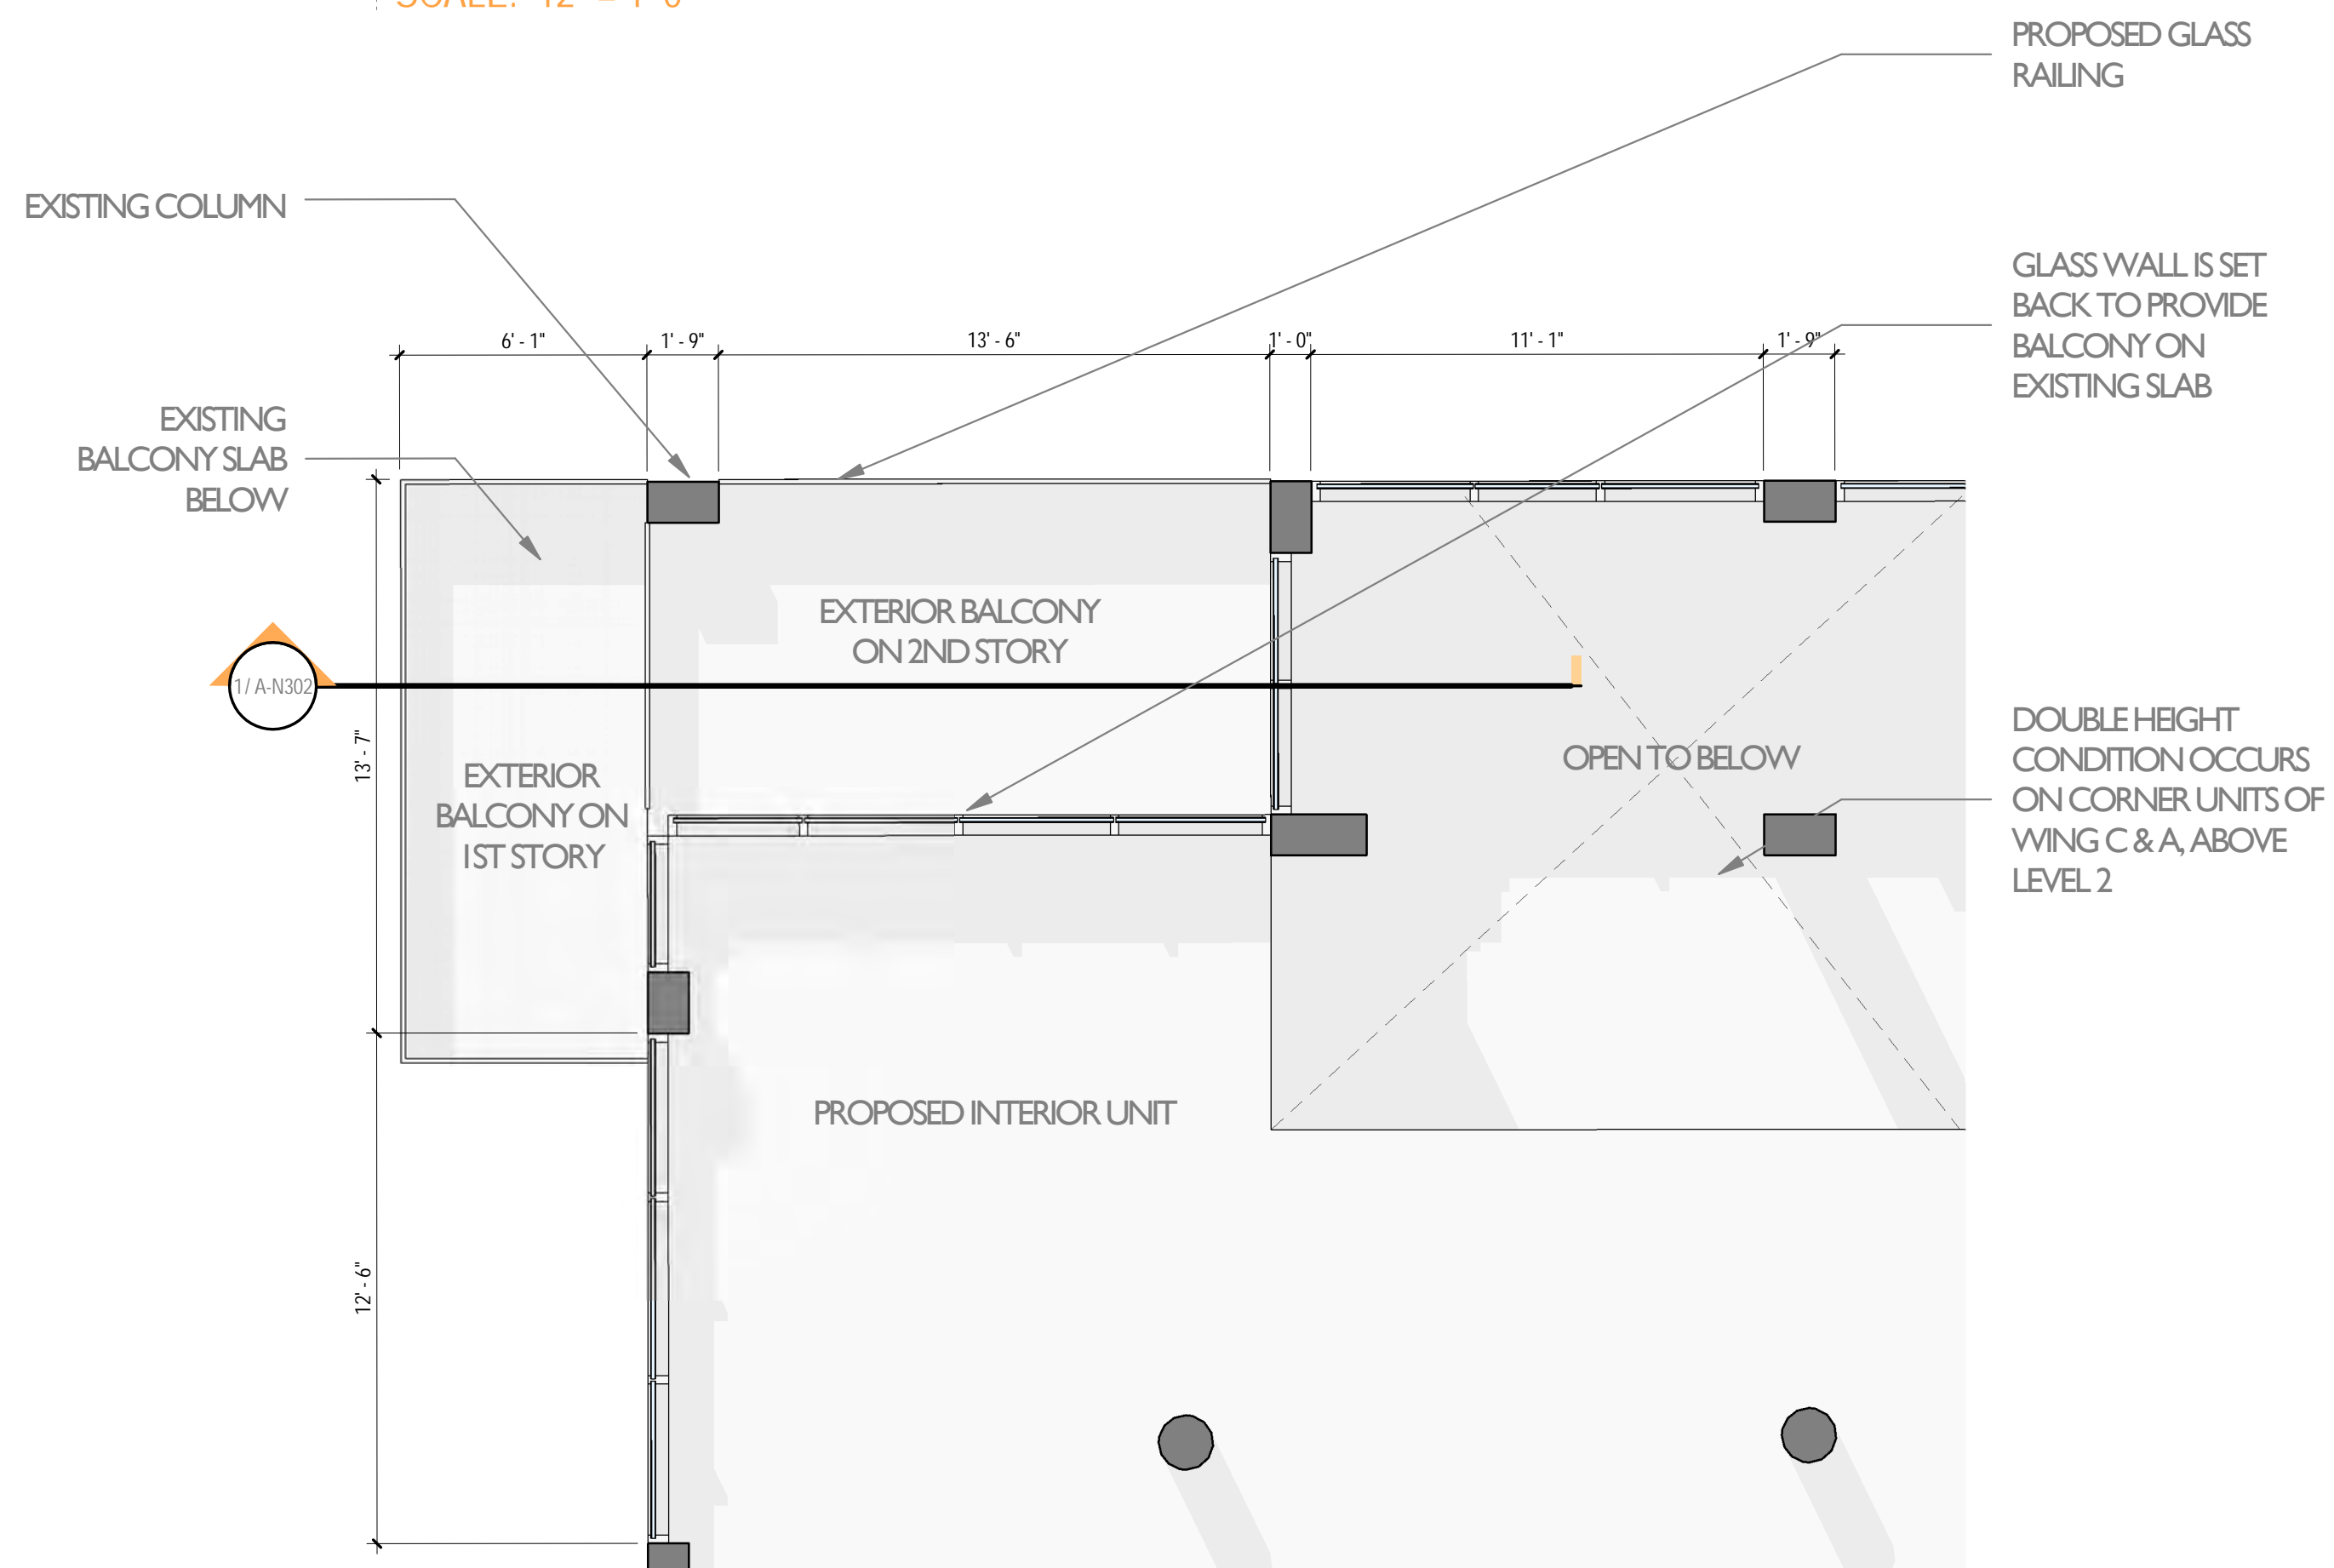 PROPOSED GLASS
RAILING
EXISTING COLUMN
GLASS WALL IS SET
BACK TO PROVIDE
BALCONY ON
EXISTING SLAB
6' - 1"
1' - 9"
13' - 6"
1' - 0"
11' - 1"
1' - 9"
EXISTING
BALCONY SLAB
BELOW
EXTERIOR BALCONY
ON 2ND STORY
1/ A-N302
13' - 7"
EXTERIOR
BALCONY ON
1ST STORY
OPEN TO BELOW
DOUBLE HEIGHT
CONDITION OCCURS
ON CORNER UNITS OF
WING C & A, ABOVE
LEVEL 2
PROPOSED INTERIOR UNIT
12' - 6"